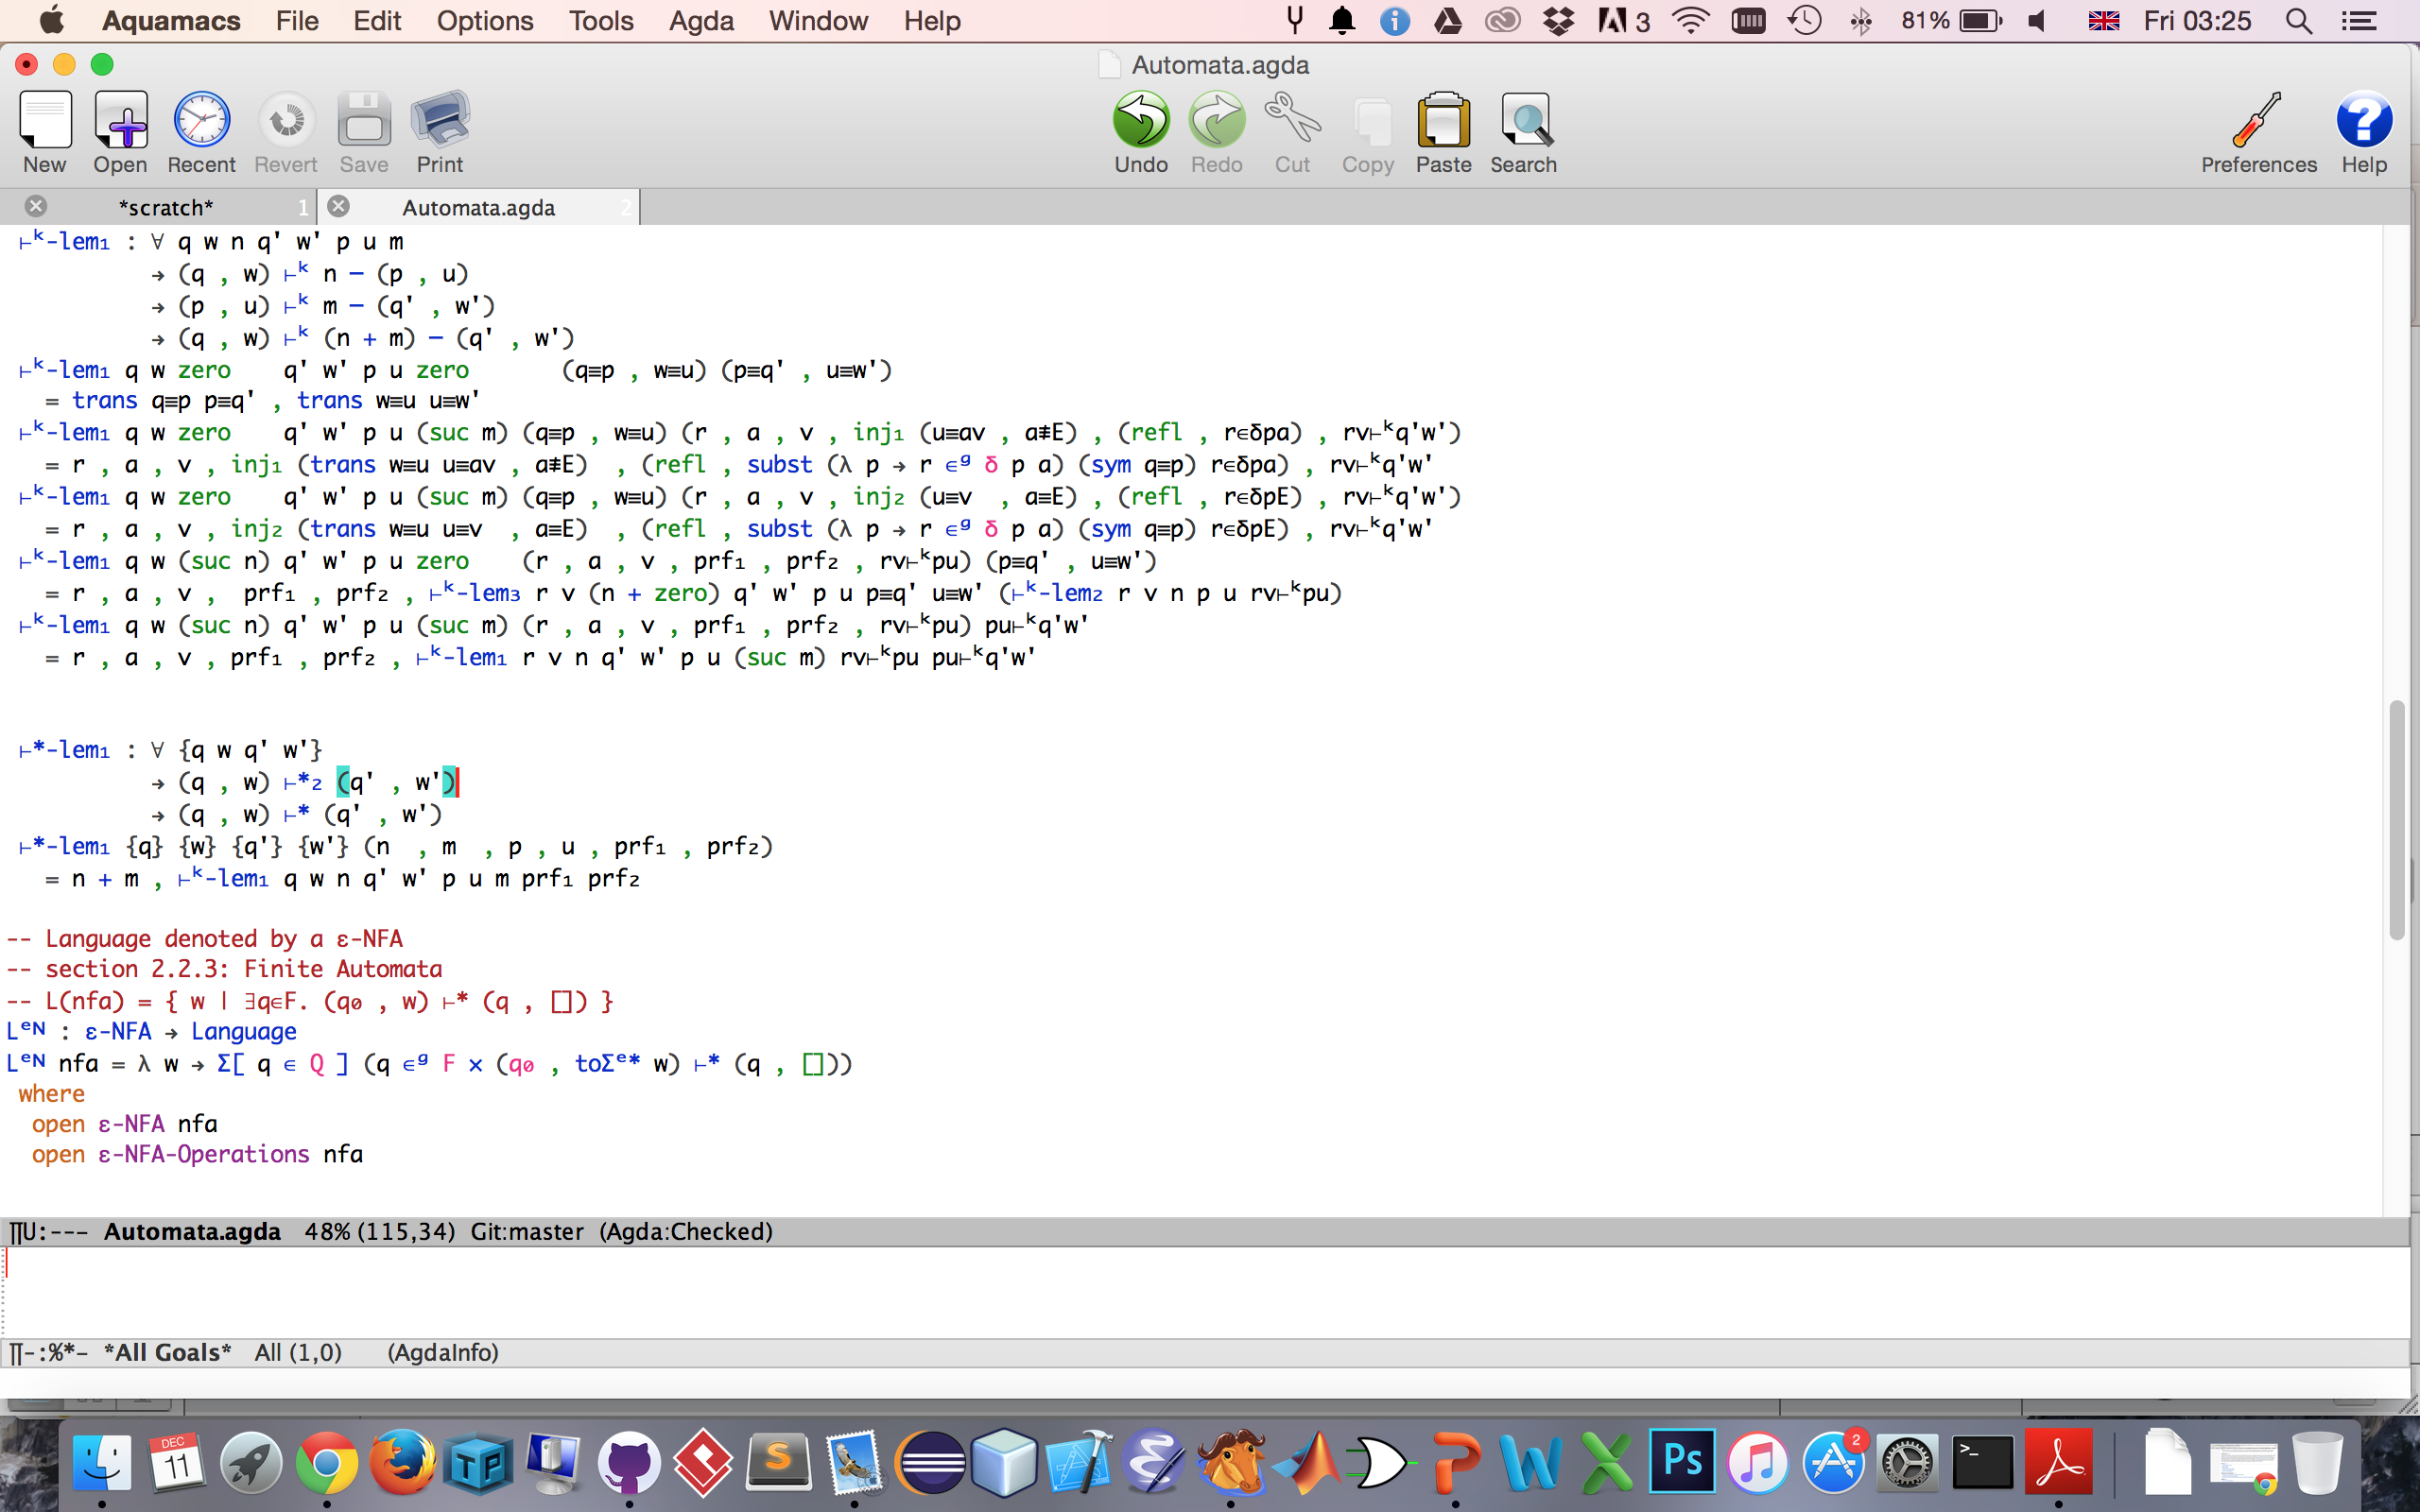 Aquamacs File Edit Options Tools Agda Window Help 3 81% Fri 03:25
Automata.agda
New Open Recent Revert Save Print Undo Redo Cut Copy Paste Search Preferences Help
*scratch* 1 Automata.agda 2
⊢ᵏ-lem₁ : ∀ q w n q' w' p u m
→ (q , w) ⊢ᵏ n ─ (p , u)
→ (p , u) ⊢ᵏ m ─ (q' , w')
→ (q , w) ⊢ᵏ (n + m) ─ (q' , w')
⊢ᵏ-lem₁ q w zero q' w' p u zero (q≡p , w≡u) (p≡q' , u≡w')
= trans q≡p p≡q' , trans w≡u u≡w'
⊢ᵏ-lem₁ q w zero q' w' p u (suc m) (q≡p , w≡u) (r , a , v , inj₁ (u≡av , a≢E) , (refl , r∈δpa) , rv⊢ᵏq'w')
= r , a , v , inj₁ (trans w≡u u≡av , a≢E) , (refl , subst (λ p → r ∈ᵍ δ p a) (sym q≡p) r∈δpa) , rv⊢ᵏq'w'
⊢ᵏ-lem₁ q w zero q' w' p u (suc m) (q≡p , w≡u) (r , a , v , inj₂ (u≡v , a≡E) , (refl , r∈δpE) , rv⊢ᵏq'w')
= r , a , v , inj₂ (trans w≡u u≡v , a≡E) , (refl , subst (λ p → r ∈ᵍ δ p a) (sym q≡p) r∈δpE) , rv⊢ᵏq'w'
⊢ᵏ-lem₁ q w (suc n) q' w' p u zero (r , a , v , prf₁ , prf₂ , rv⊢ᵏpu) (p≡q' , u≡w')
= r , a , v , prf₁ , prf₂ , ⊢ᵏ-lem₃ r v (n + zero) q' w' p u p≡q' u≡w' (⊢ᵏ-lem₂ r v n p u rv⊢ᵏpu)
⊢ᵏ-lem₁ q w (suc n) q' w' p u (suc m) (r , a , v , prf₁ , prf₂ , rv⊢ᵏpu) pu⊢ᵏq'w'
= r , a , v , prf₁ , prf₂ , ⊢ᵏ-lem₁ r v n q' w' p u (suc m) rv⊢ᵏpu pu⊢ᵏq'w'
⊢*-lem₁ : ∀ {q w q' w'}
→ (q , w) ⊢*₂ (q' , w')
→ (q , w) ⊢* (q' , w')
⊢*-lem₁ {q} {w} {q'} {w'} (n , m , p , u , prf₁ , prf₂)
= n + m , ⊢ᵏ-lem₁ q w n q' w' p u m prf₁ prf₂
-- Language denoted by a ε-NFA
-- section 2.2.3: Finite Automata
-- L(nfa) = { w | ∃q∈F. (q₀ , w) ⊢* (q , []) }
Lᵉᴺ : ε-NFA → Language
Lᵉᴺ nfa = λ w → Σ[ q ∈ Q ] (q ∈ᵍ F × (q₀ , toΣᵉ* w) ⊢* (q , []))
where
open ε-NFA nfa
open ε-NFA-Operations nfa
∏U:--- Automata.agda 48% (115,34) Git:master (Agda:Checked)
∏-:%*- *All Goals* All (1,0) (AgdaInfo)
DEC
11
TP
S
Ps
2
>_